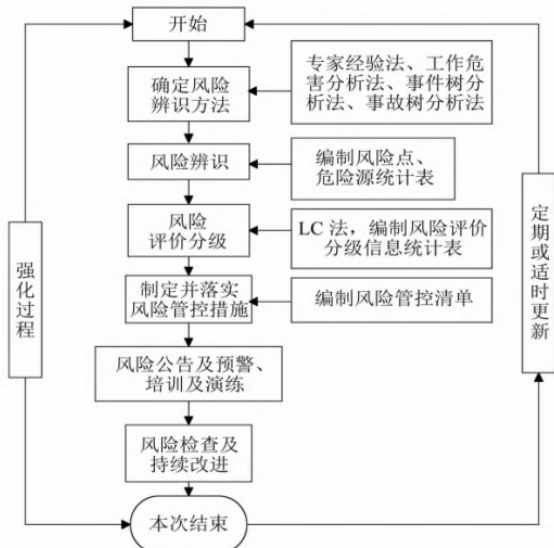 开始
确定风险
辨识方法
专家经验法、工作危
害分析法、事件树分
析法、事故树分析法
风险辨识
编制风险点、
危险源统计表
风险
评价分级
LC 法，编制风险评价
分级信息统计表
制定并落实
风险管控措施
编制风险管控清单
风险公告及预警、
培训及演练
风险检查及
持续改进
本次结束
强化过程
定期或适时更新